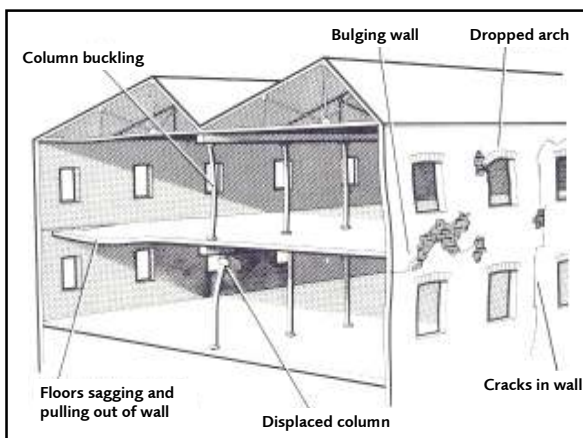 Bulging wall
Dropped arch
Column buckling
Floors sagging and
pulling out of wall
Displaced column
Cracks in wall